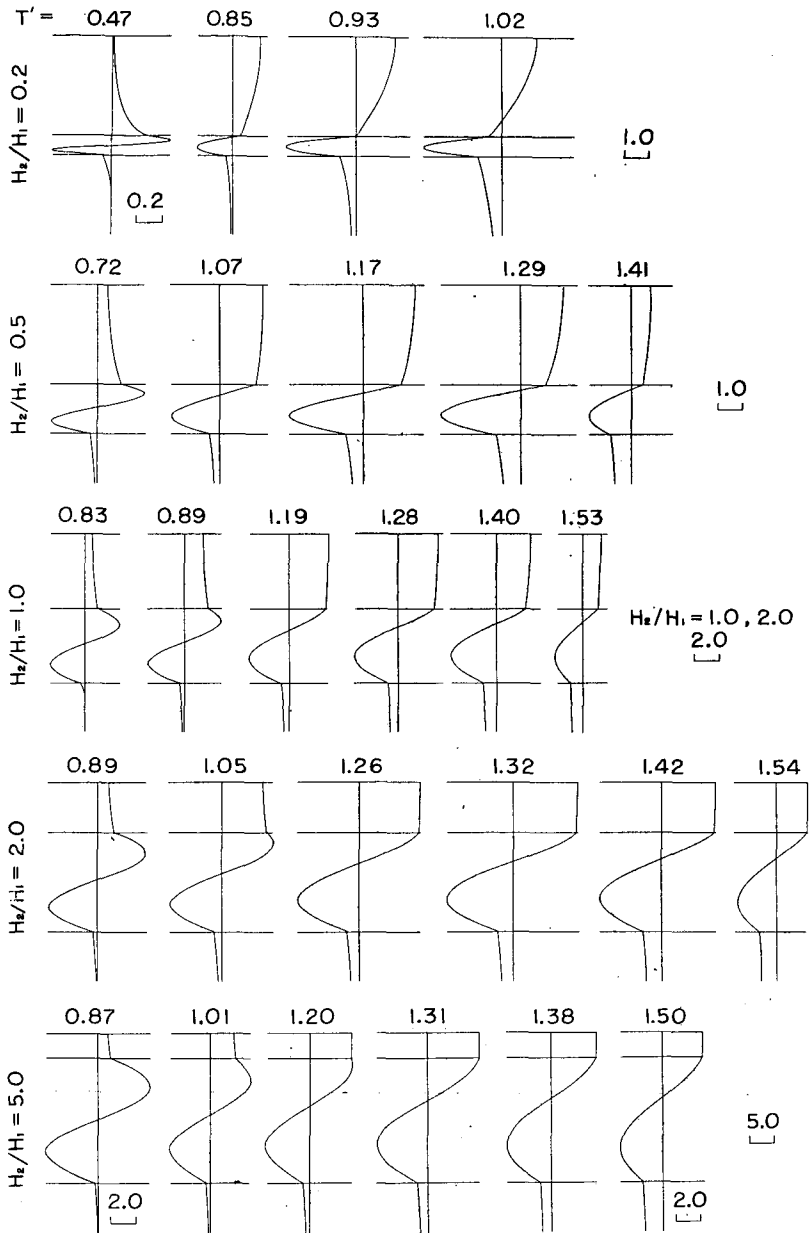 T' = 0.47 0.85 0.93 1.02
H₂/H₁ = 0.2
1.0
0.2
0.72 1.07 1.17 1.29 1.41
H₂/H₁ = 0.5
1.0
0.83 0.89 1.19 1.28 1.40 1.53
H₂/H₁ = 1.0
H₂/H₁ = 1.0, 2.0
2.0
0.89 1.05 1.26 1.32 1.42 1.54
H₂/H₁ = 2.0
0.87 1.01 1.20 1.31 1.38 1.50
H₂/H₁ = 5.0
5.0
2.0 2.0